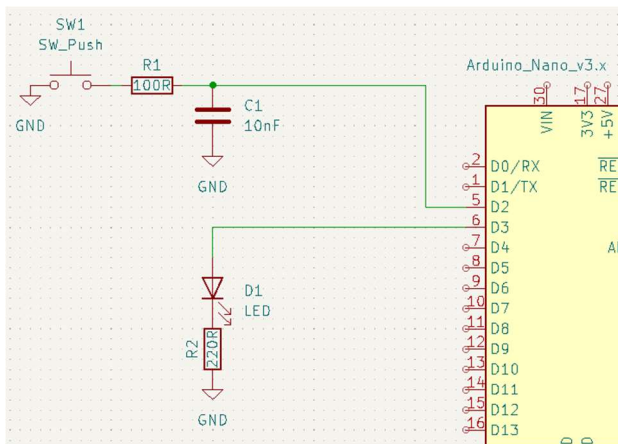 SW1
SW_Push
R1
100R
GND
C1
10nF
GND
D1
LED
R2
220R
GND
Arduino_Nano_v3.x
30
17
27
VIN
3V3
+5V
2 D0/RX
1 D1/TX
5 D2
6 D3
7 D4
8 D5
9 D6
10 D7
11 D8
12 D9
13 D10
14 D11
15 D12
16 D13
RE
RE